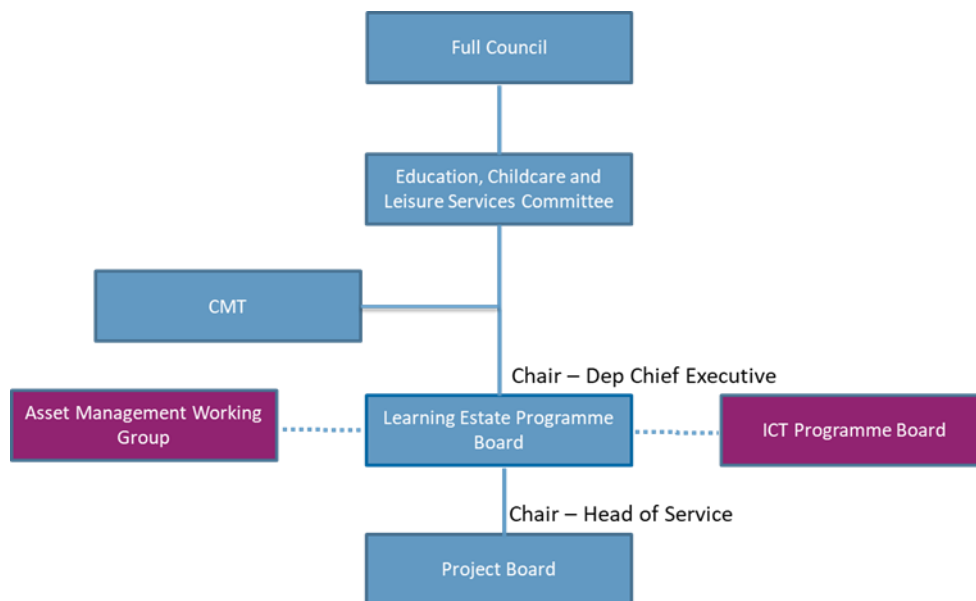 Full Council
Education, Childcare and
Leisure Services Committee
CMT
Chair – Dep Chief Executive
Asset Management Working
Group
Learning Estate Programme
Board
ICT Programme Board
Chair – Head of Service
Project Board